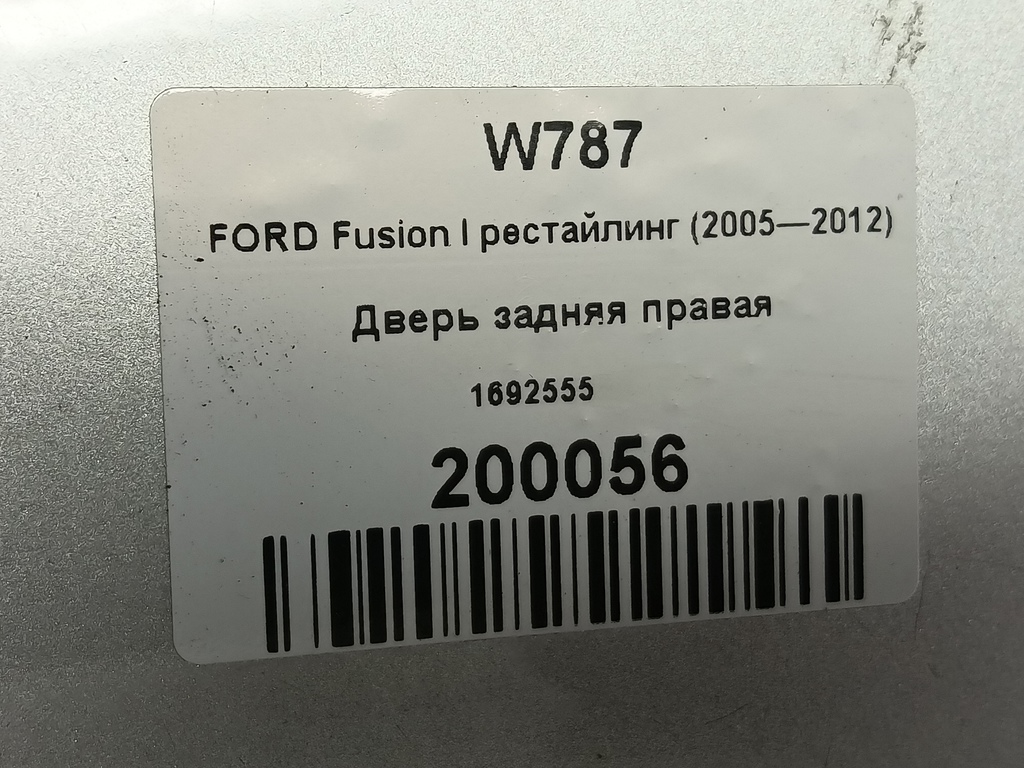 W787
FORD Fusion I рестайлинг (2005—2012)
Дверь задняя правая
1692555
200056